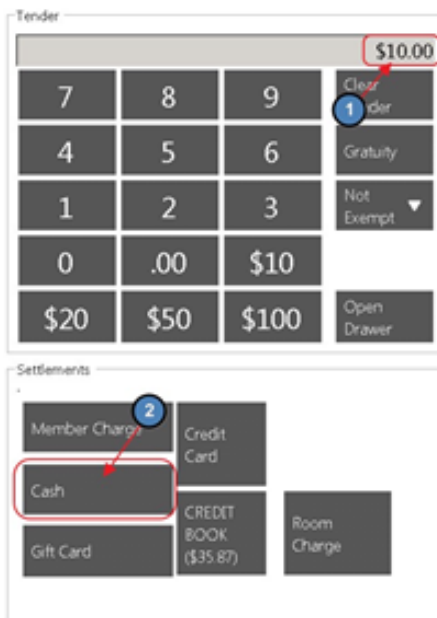 Tender
$10.00
7 8 9 Clear
1 der
4 5 6 Gratuity
1 2 3 Not
Exempt
0 .00 $10
$20 $50 $100 Open
Drawer
Settlements
.
2
Member Charge Credit
Card
Cash
CREDIT
BOOK
($35.87)
Room
Charge
Gift Card